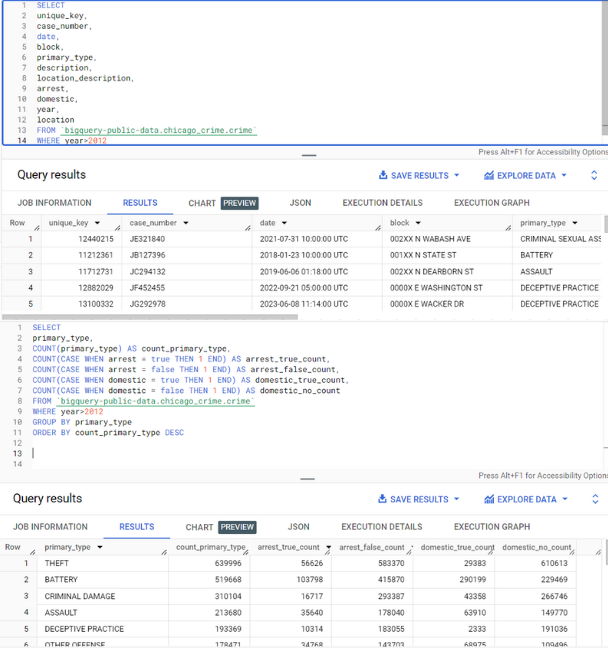 1 SELECT
2 unique_key,
3 case_number,
4 date,
5 block,
6 primary_type,
7 description,
8 location_description,
9 arrest,
10 domestic,
11 year,
12 location
13 FROM `bigquery-public-data.chicago_crime.crime`
14 WHERE year>2012
Press Alt+F1 for Accessibility Options
Query results SAVE RESULTS EXPLORE DATA
JOB INFORMATION RESULTS CHART PREVIEW JSON EXECUTION DETAILS EXECUTION GRAPH
Row unique_key case_number date block primary_type
1 12440215 JE321840 2021-07-31 10:00:00 UTC 002XX N WABASH AVE CRIMINAL SEXUAL ASS
2 11212361 JB127396 2018-01-23 10:00:00 UTC 001XX N STATE ST BATTERY
3 11712731 JC294132 2019-06-06 01:18:00 UTC 002XX N DEARBORN ST ASSAULT
4 12882029 JF452455 2022-09-21 05:00:00 UTC 0000X E WASHINGTON ST DECEPTIVE PRACTICE
5 13100332 JG292978 2023-06-08 11:14:00 UTC 0000X E WACKER DR DECEPTIVE PRACTICE
1 SELECT
2 primary_type,
3 COUNT(primary_type) AS count_primary_type,
4 COUNT(CASE WHEN arrest = true THEN 1 END) AS arrest_true_count,
5 COUNT(CASE WHEN arrest = false THEN 1 END) AS arrest_false_count,
6 COUNT(CASE WHEN domestic = true THEN 1 END) AS domestic_true_count,
7 COUNT(CASE WHEN domestic = false THEN 1 END) AS domestic_no_count
8 FROM `bigquery-public-data.chicago_crime.crime`
9 WHERE year>2012
10 GROUP BY primary_type
11 ORDER BY count_primary_type DESC
12
13
14
Press Alt+F1 for Accessibility Options
Query results SAVE RESULTS EXPLORE DATA
JOB INFORMATION RESULTS CHART PREVIEW JSON EXECUTION DETAILS EXECUTION GRAPH
Row primary_type count_primary_type arrest_true_count arrest_false_count domestic_true_count domestic_no_count
1 THEFT 639996 56626 583370 29383 610613
2 BATTERY 519668 103798 415870 290199 229469
3 CRIMINAL DAMAGE 310104 16717 293387 43358 266746
4 ASSAULT 213680 35640 178040 63910 149770
5 DECEPTIVE PRACTICE 193369 10314 183055 2333 191036
6 OTHER OFFENSE 178471 34768 143703 68975 109496